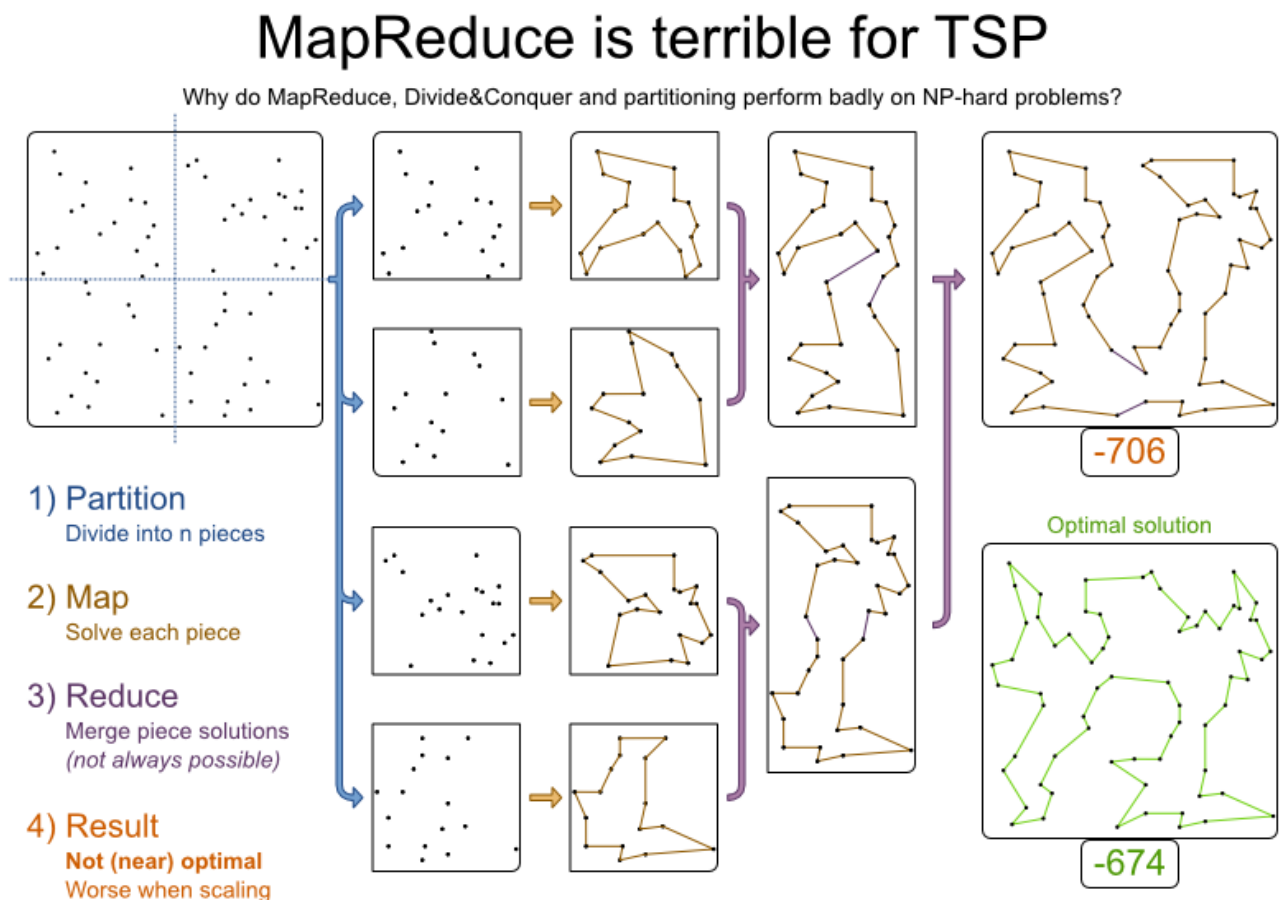 MapReduce is terrible for TSP
Why do MapReduce, Divide&Conquer and partitioning perform badly on NP-hard problems?
1) Partition
Divide into n pieces
2) Map
Solve each piece
3) Reduce
Merge piece solutions
(not always possible)
4) Result
Not (near) optimal
Worse when scaling
-706
Optimal solution
-674